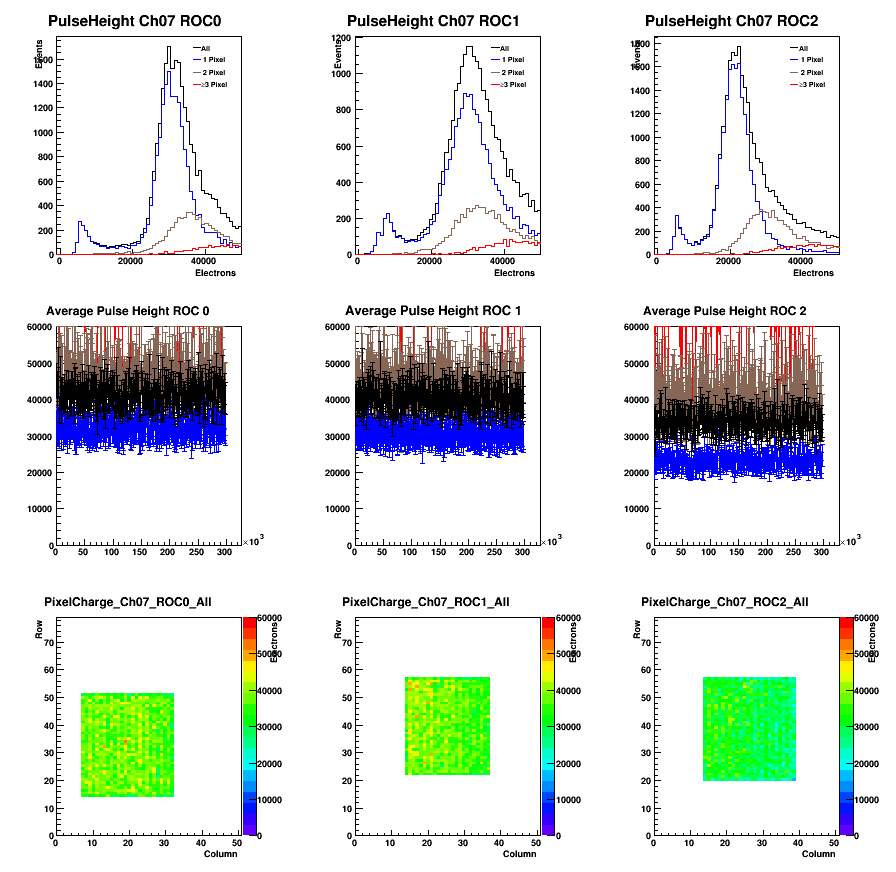 PulseHeight Ch07 ROC0
Events
All
1 Pixel
2 Pixel
≥3 Pixel
1600
1400
1200
1000
800
600
400
200
0
0 20000 40000
Electrons
PulseHeight Ch07 ROC1
Events
All
1 Pixel
2 Pixel
≥3 Pixel
1200
1000
800
600
400
200
0
0 20000 40000
Electrons
PulseHeight Ch07 ROC2
Events
All
1 Pixel
2 Pixel
≥3 Pixel
1800
1600
1400
1200
1000
800
600
400
200
0
0 20000 40000
Electrons
Average Pulse Height ROC 0
60000
50000
40000
30000
20000
10000
0
0 50 100 150 200 250 300
×10³
Average Pulse Height ROC 1
60000
50000
40000
30000
20000
10000
0
0 50 100 150 200 250 300
×10³
Average Pulse Height ROC 2
60000
50000
40000
30000
20000
10000
0
0 50 100 150 200 250 300
×10³
PixelCharge_Ch07_ROC0_All
Row
70
60
50
40
30
20
10
0
0 10 20 30 40 50
Column
60000
50000
40000
30000
20000
10000
0
Electrons
PixelCharge_Ch07_ROC1_All
Row
70
60
50
40
30
20
10
0
0 10 20 30 40 50
Column
60000
50000
40000
30000
20000
10000
0
Electrons
PixelCharge_Ch07_ROC2_All
Row
70
60
50
40
30
20
10
0
0 10 20 30 40 50
Column
60000
50000
40000
30000
20000
10000
0
Electrons